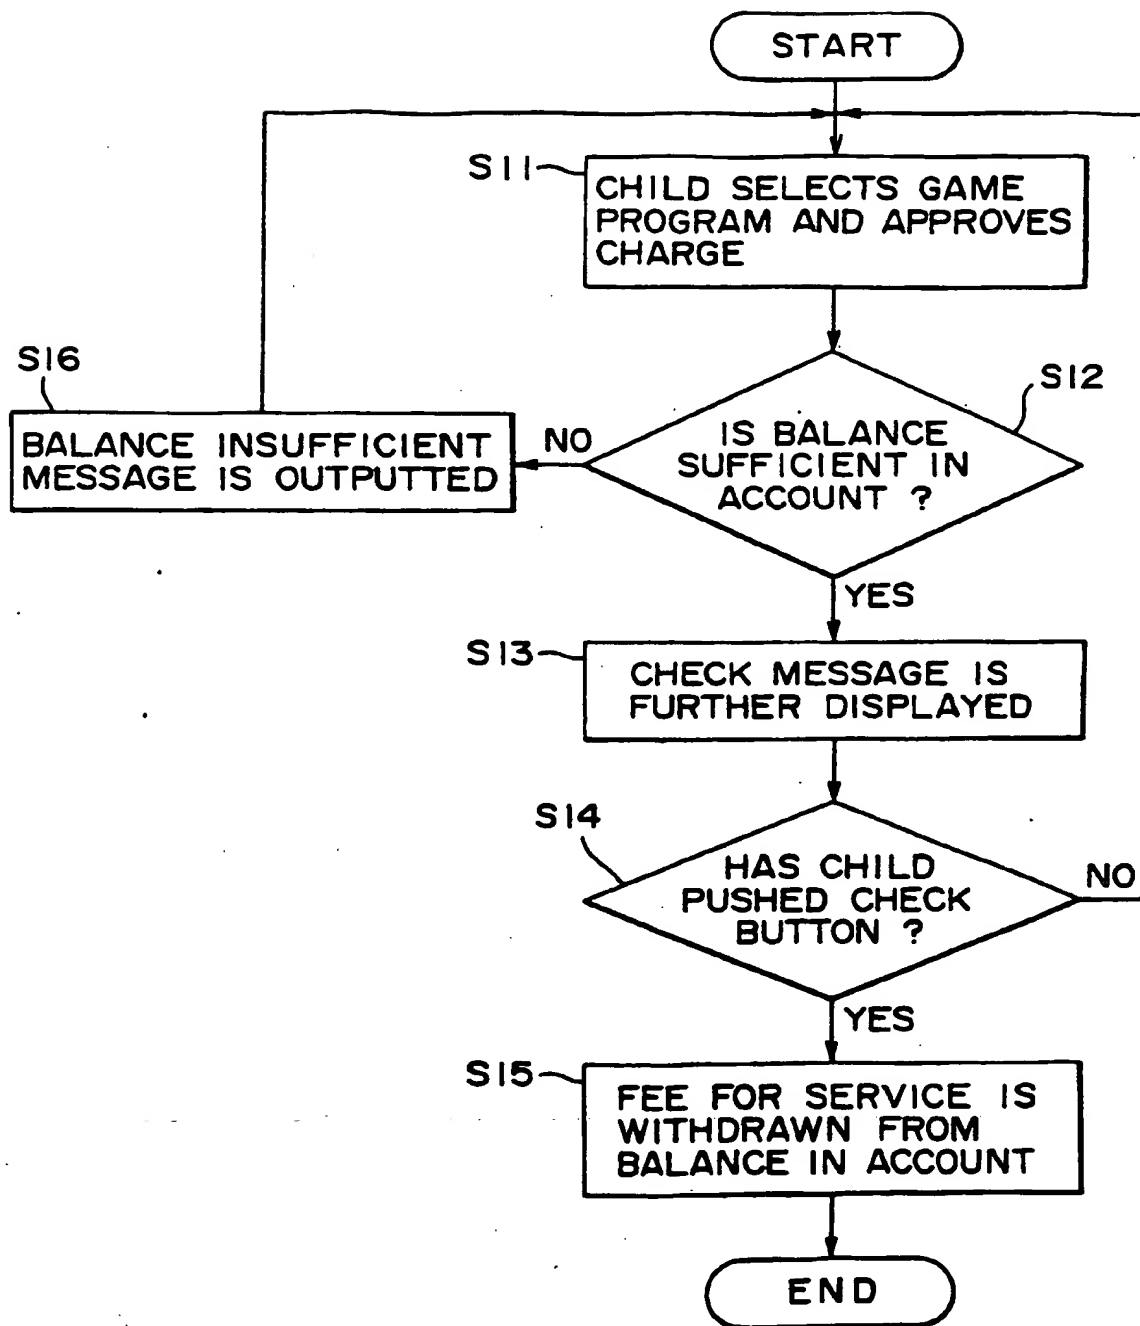 START
S11
CHILD SELECTS GAME
PROGRAM AND APPROVES
CHARGE
S16
S12
BALANCE INSUFFICIENT
MESSAGE IS OUTPUTTED
NO
IS BALANCE
SUFFICIENT IN
ACCOUNT ?
YES
S13
CHECK MESSAGE IS
FURTHER DISPLAYED
S14
HAS CHILD
PUSHED CHECK
BUTTON ?
NO
YES
S15
FEE FOR SERVICE IS
WITHDRAWN FROM
BALANCE IN ACCOUNT
END